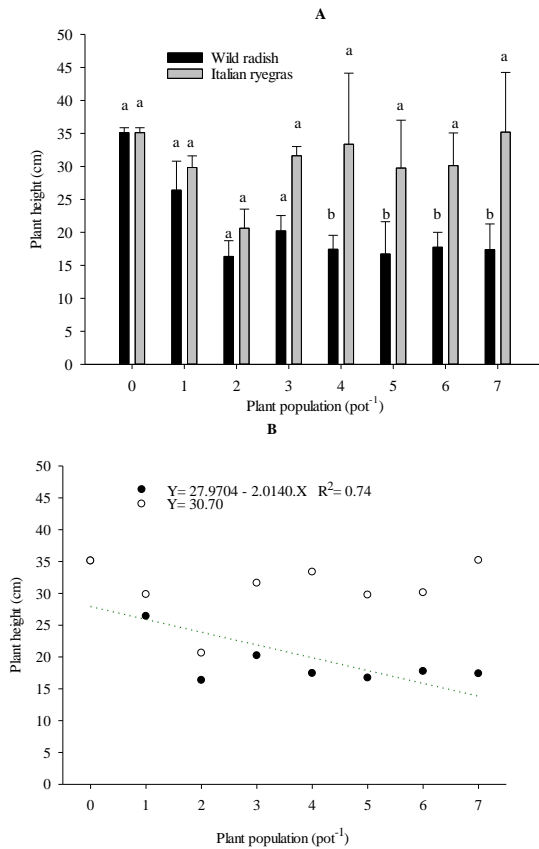 A
50
45
40
35
30
25
20
15
10
5
0
Plant height (cm)
Wild radish
Italian ryegras
a a
a a
a a
a a
b a
b a
b a
b a
0 1 2 3 4 5 6 7
Plant population (pot-1)
B
50
45
40
35
30
25
20
15
10
5
0
Plant height (cm)
Y= 27.9704 - 2.0140.X R2= 0.74
Y= 30.70
0 1 2 3 4 5 6 7
Plant population (pot-1)